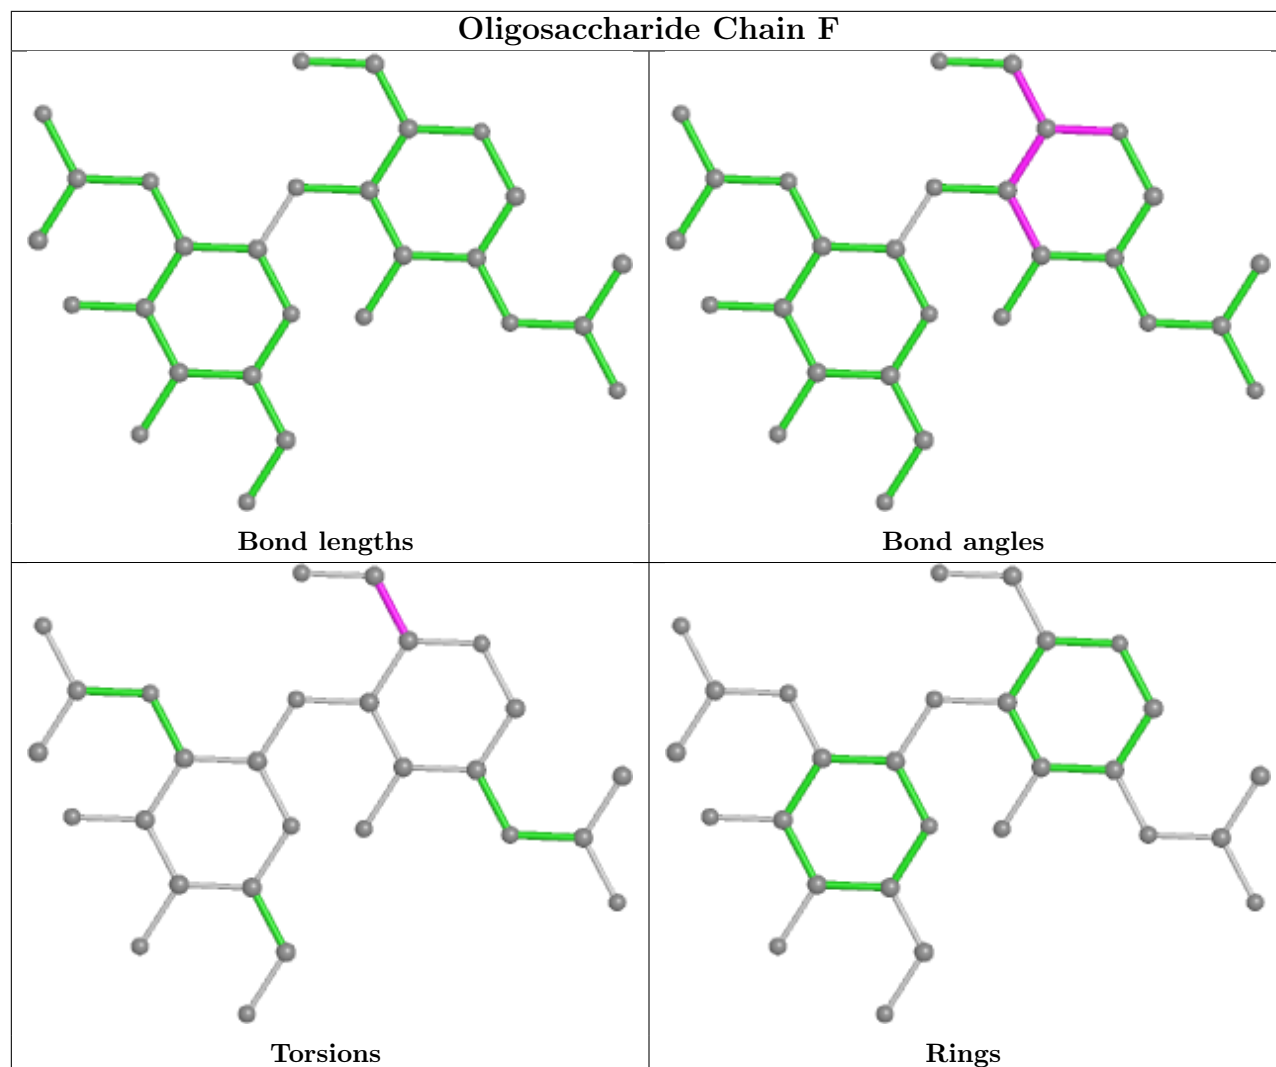 Oligosaccharide Chain F
Bond lengths
Bond angles
Torsions
Rings